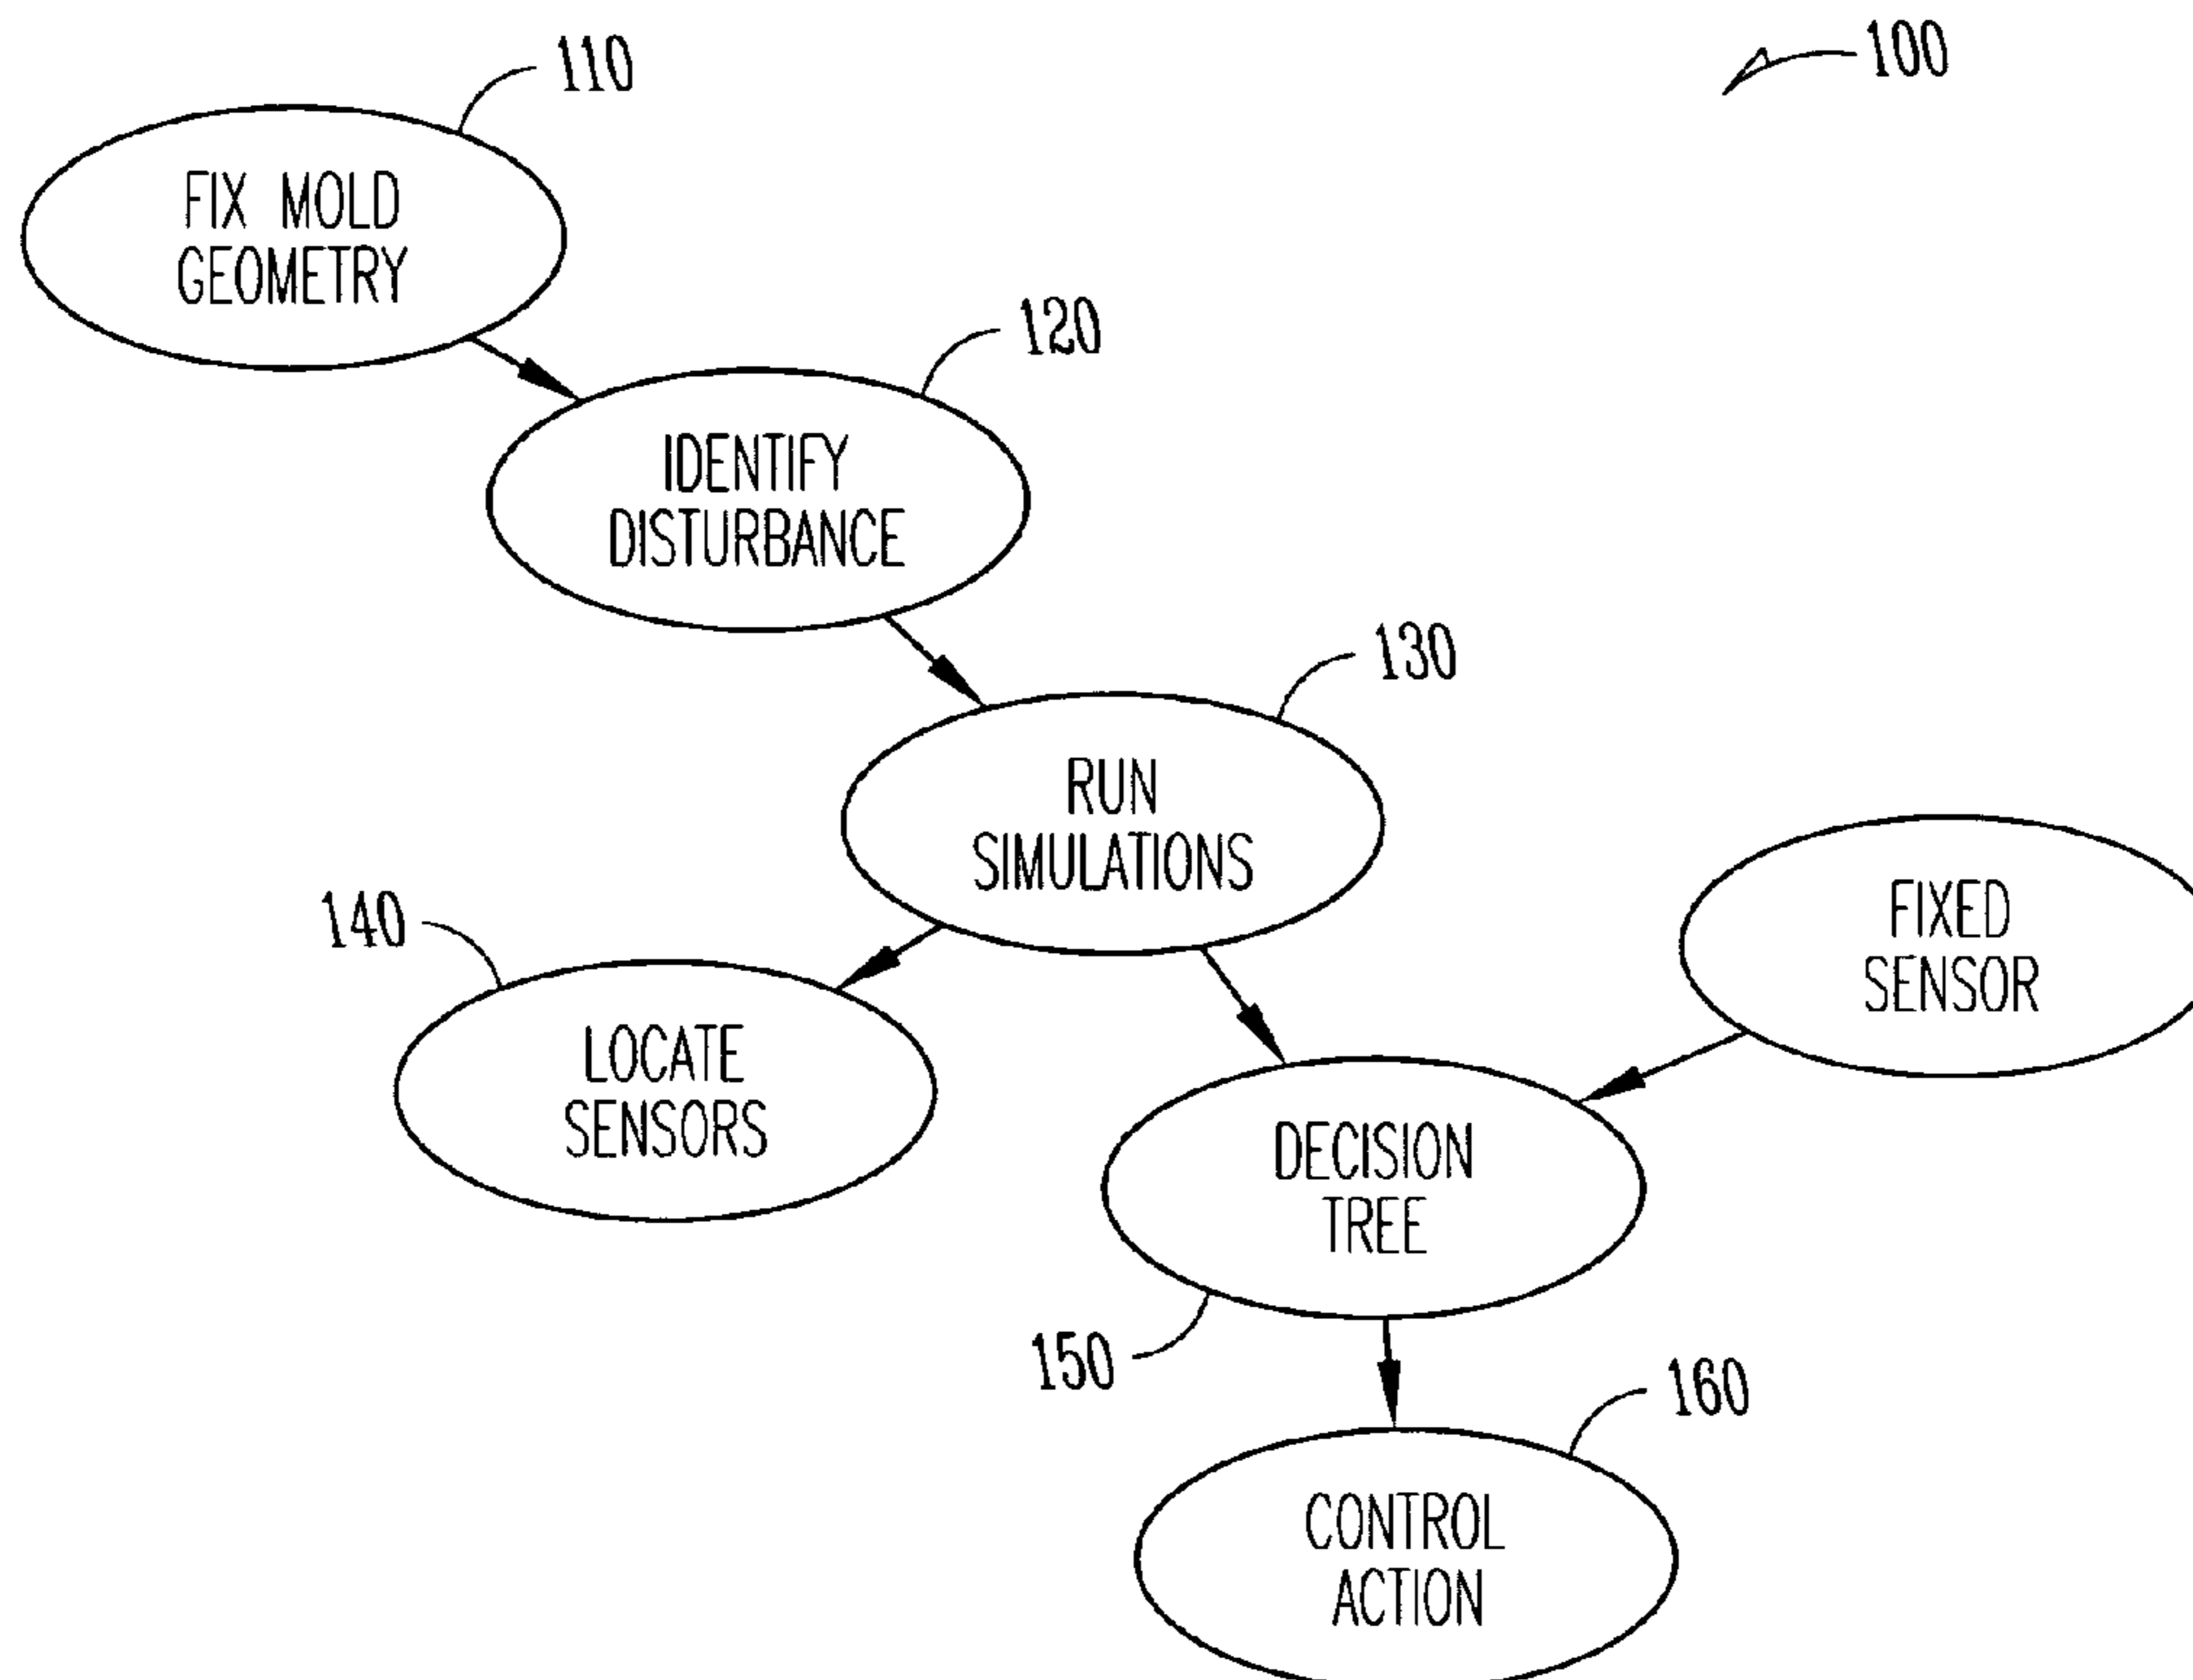 100
110
FIX MOLD
GEOMETRY
120
IDENTIFY
DISTURBANCE
130
RUN
SIMULATIONS
140
LOCATE
SENSORS
FIXED
SENSOR
DECISION
TREE
150
160
CONTROL
ACTION